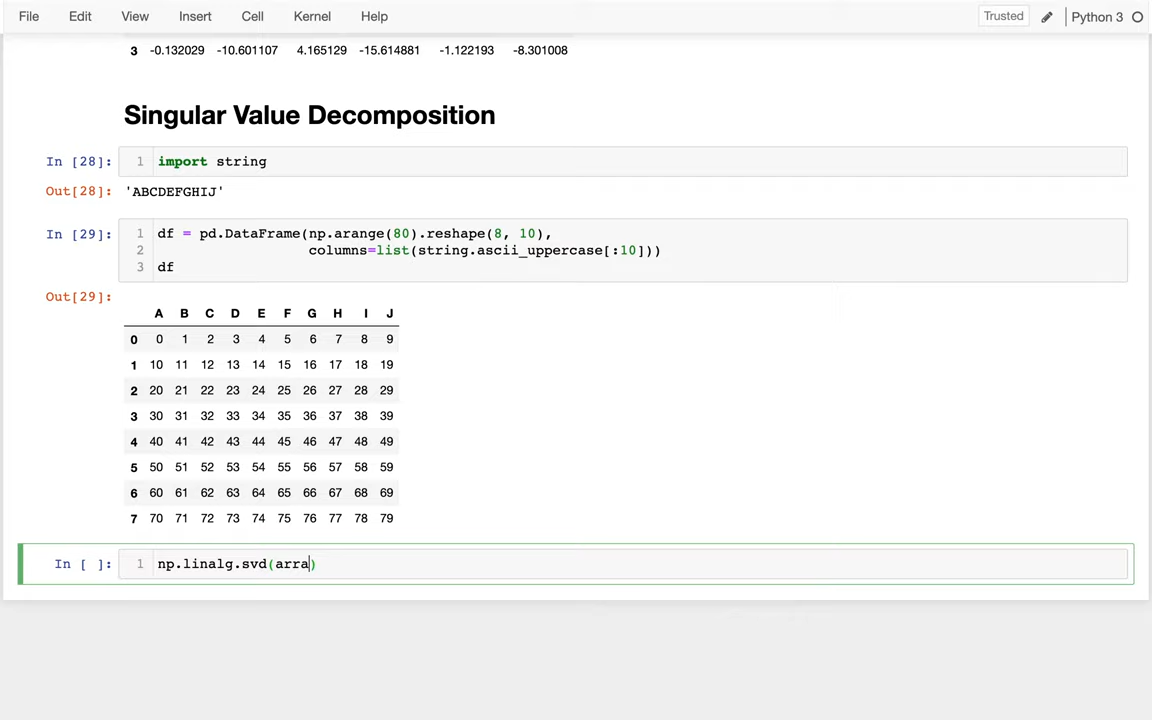 File Edit View Insert Cell Kernel Help Trusted Python 3
3 -0.132029 -10.601107 4.165129 -15.614881 -1.122193 -8.301008
Singular Value Decomposition
In [28]: 1 import string
Out[28]: 'ABCDEFGHIJ'
In [29]: 1 df = pd.DataFrame(np.arange(80).reshape(8, 10),
2 columns=list(string.ascii_uppercase[:10]))
3 df
Out[29]:
A B C D E F G H I J
0 0 1 2 3 4 5 6 7 8 9
1 10 11 12 13 14 15 16 17 18 19
2 20 21 22 23 24 25 26 27 28 29
3 30 31 32 33 34 35 36 37 38 39
4 40 41 42 43 44 45 46 47 48 49
5 50 51 52 53 54 55 56 57 58 59
6 60 61 62 63 64 65 66 67 68 69
7 70 71 72 73 74 75 76 77 78 79
In [ ]: 1 np.linalg.svd(arra)